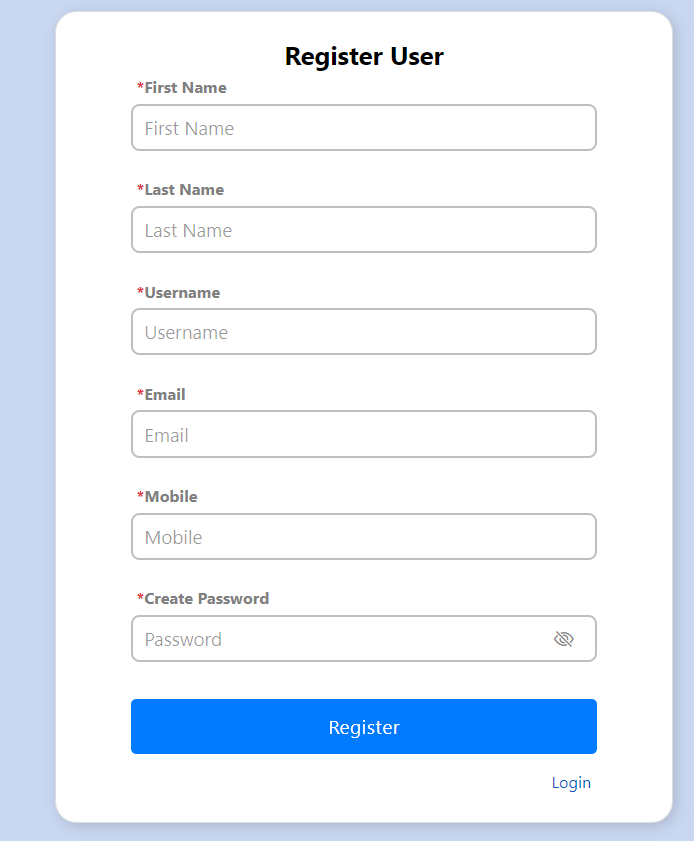 Register User
*First Name
First Name
*Last Name
Last Name
*Username
Username
*Email
Email
*Mobile
Mobile
*Create Password
Password
Register
Login